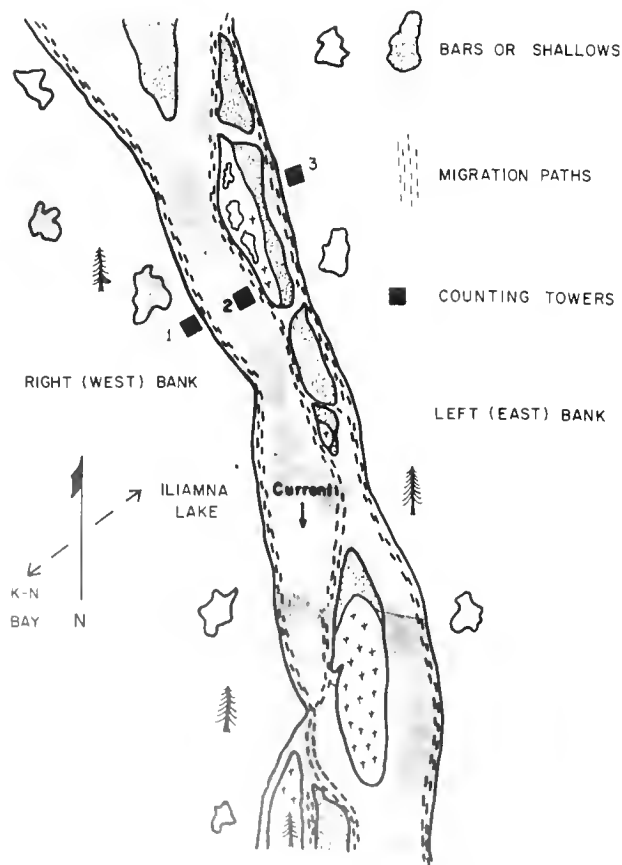 BARS OR SHALLOWS
3
MIGRATION PATHS
2
COUNTING TOWERS
1
RIGHT (WEST) BANK
LEFT (EAST) BANK
ILIAMNA
LAKE
Current
K-N
BAY
N